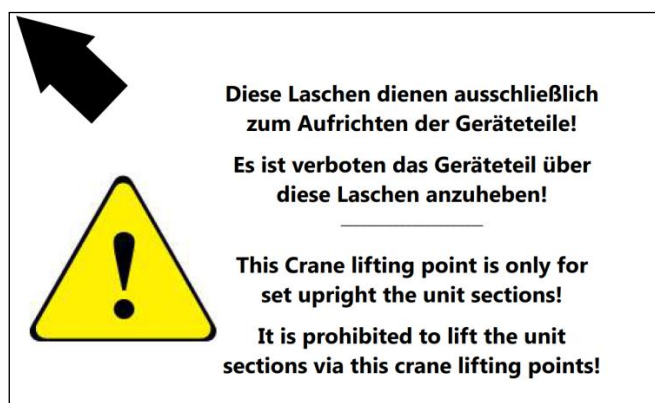 Diese Laschen dienen ausschließlich
zum Aufrichten der Geräteteile!
Es ist verboten das Geräteteil über
diese Laschen anzuheben!
This Crane lifting point is only for
set upright the unit sections!
It is prohibited to lift the unit
sections via this crane lifting points!